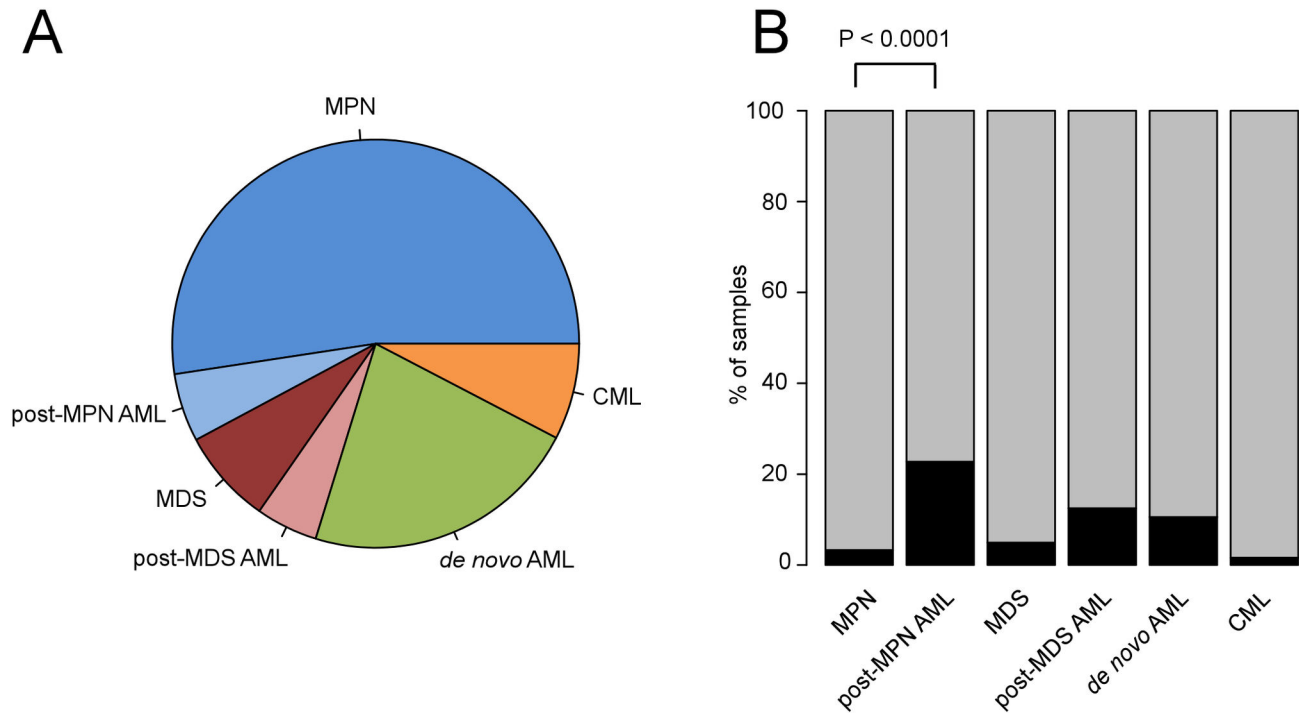 A
MPN
post-MPN AML
MDS
post-MDS AML
de novo AML
CML
B
P < 0.0001
% of samples
100
80
60
40
20
0
MPN
post-MPN AML
MDS
post-MDS AML
de novo AML
CML